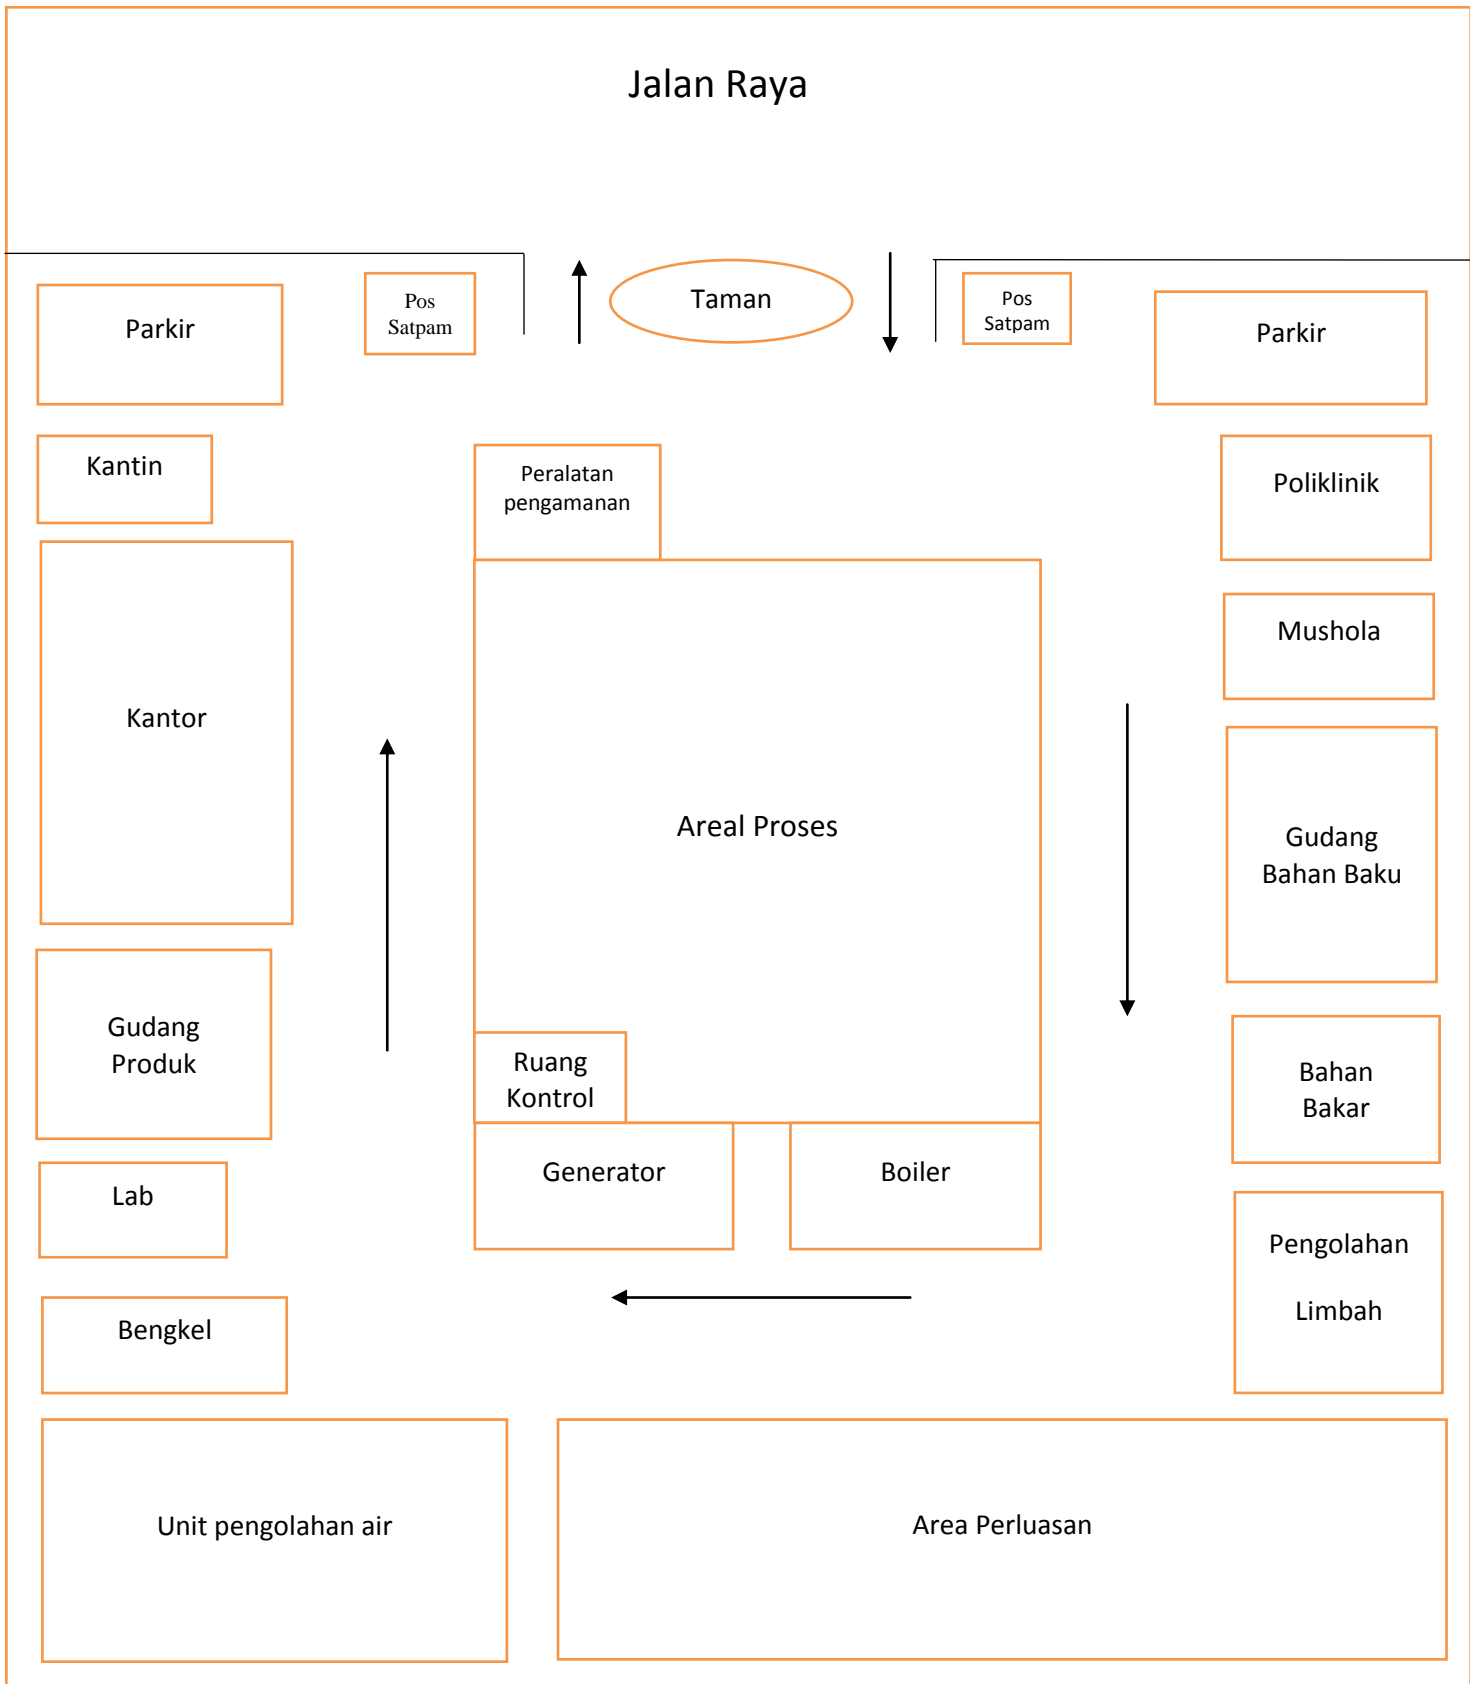 Jalan Raya
Parkir
Pos
Satpam
Taman
Pos
Satpam
Parkir
Kantin
Peralatan
pengamanan
Poliklinik
Mushola
Kantor
Areal Proses
Gudang
Bahan Baku
Gudang
Produk
Ruang
Kontrol
Bahan
Bakar
Lab
Generator
Boiler
Pengolahan
Limbah
Bengkel
Unit pengolahan air
Area Perluasan